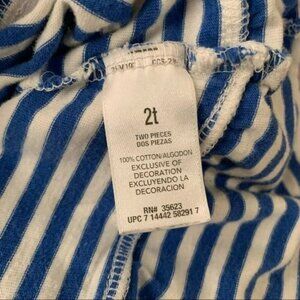 2t
TWO PIECES
DOS PIEZAS
100% COTTON/ALGODON
EXCLUSIVE OF
DECORATION
EXCLUYENDO LA
DECORACION
RN# 35623
UPC 7 14442 58291 7